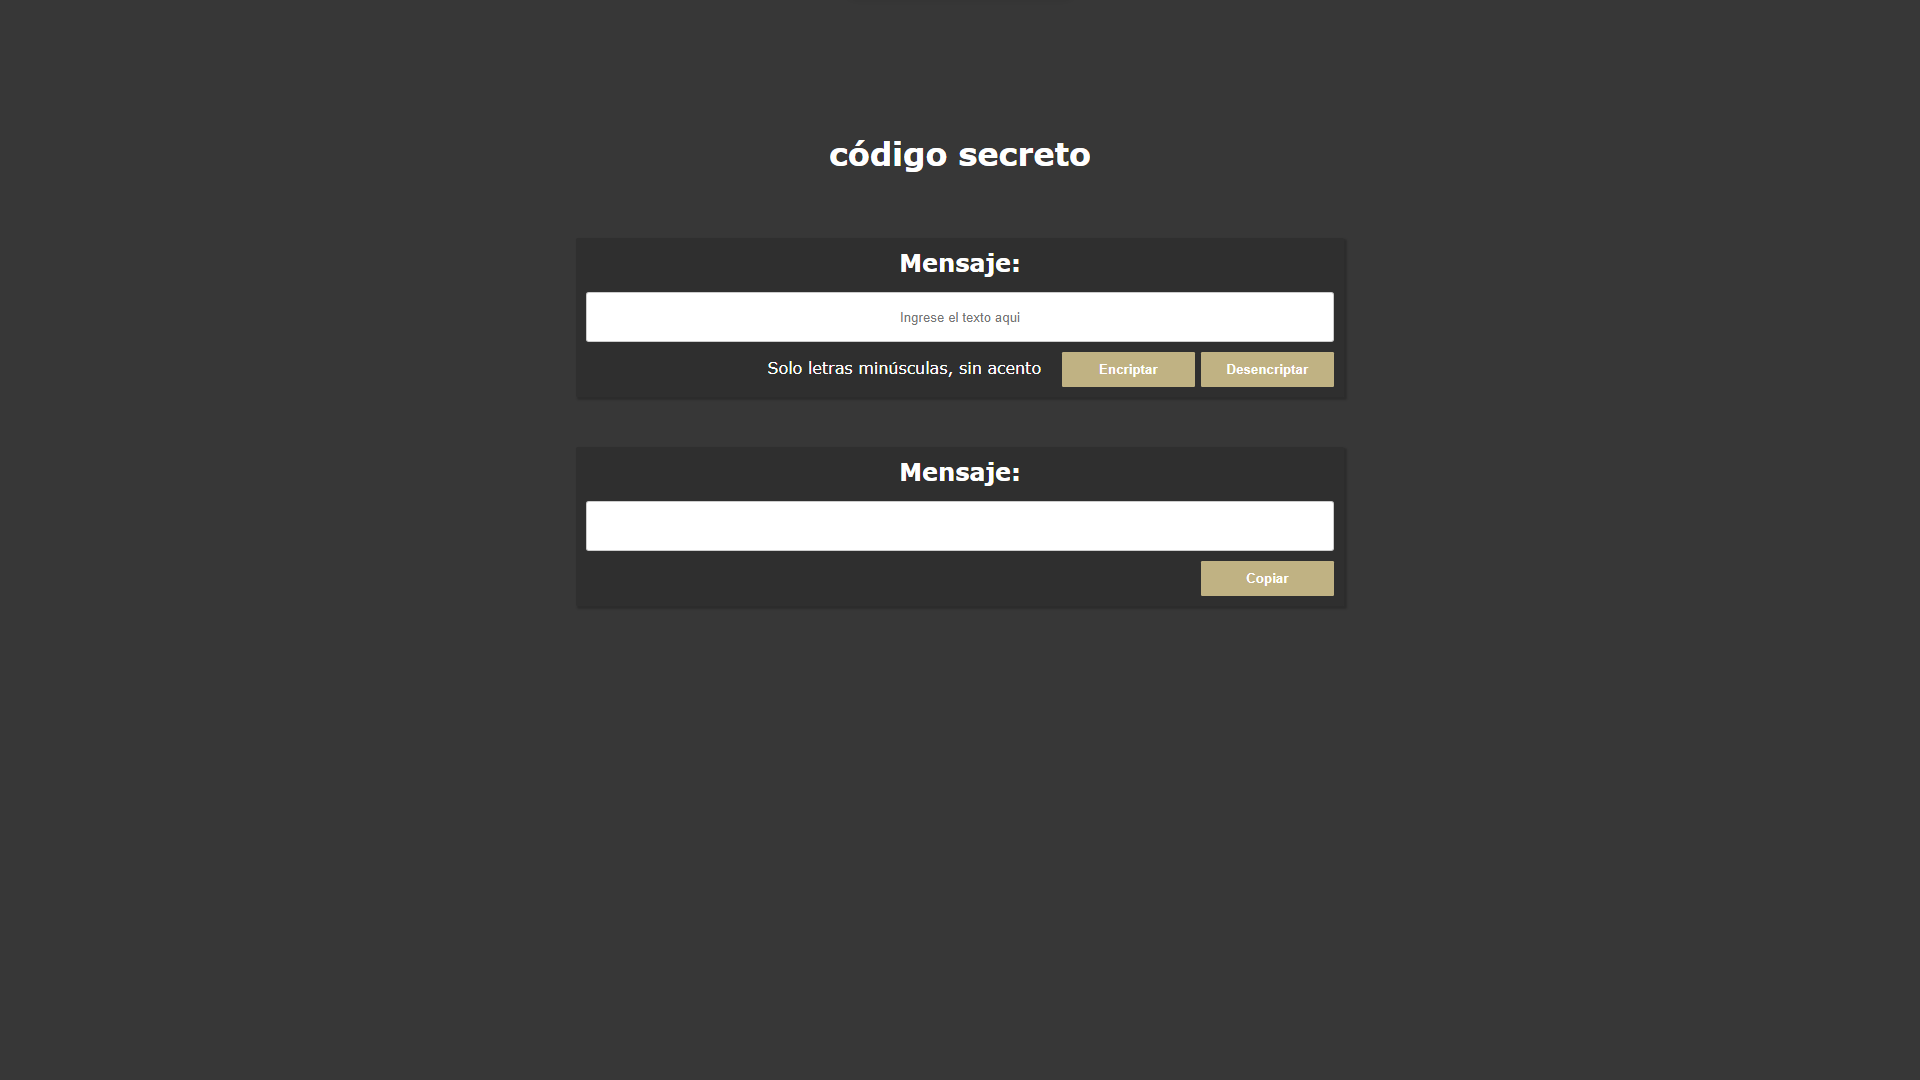 código secreto
Mensaje:
Ingrese el texto aqui
Solo letras minúsculas, sin acento
Encriptar
Desencriptar
Mensaje:
Copiar